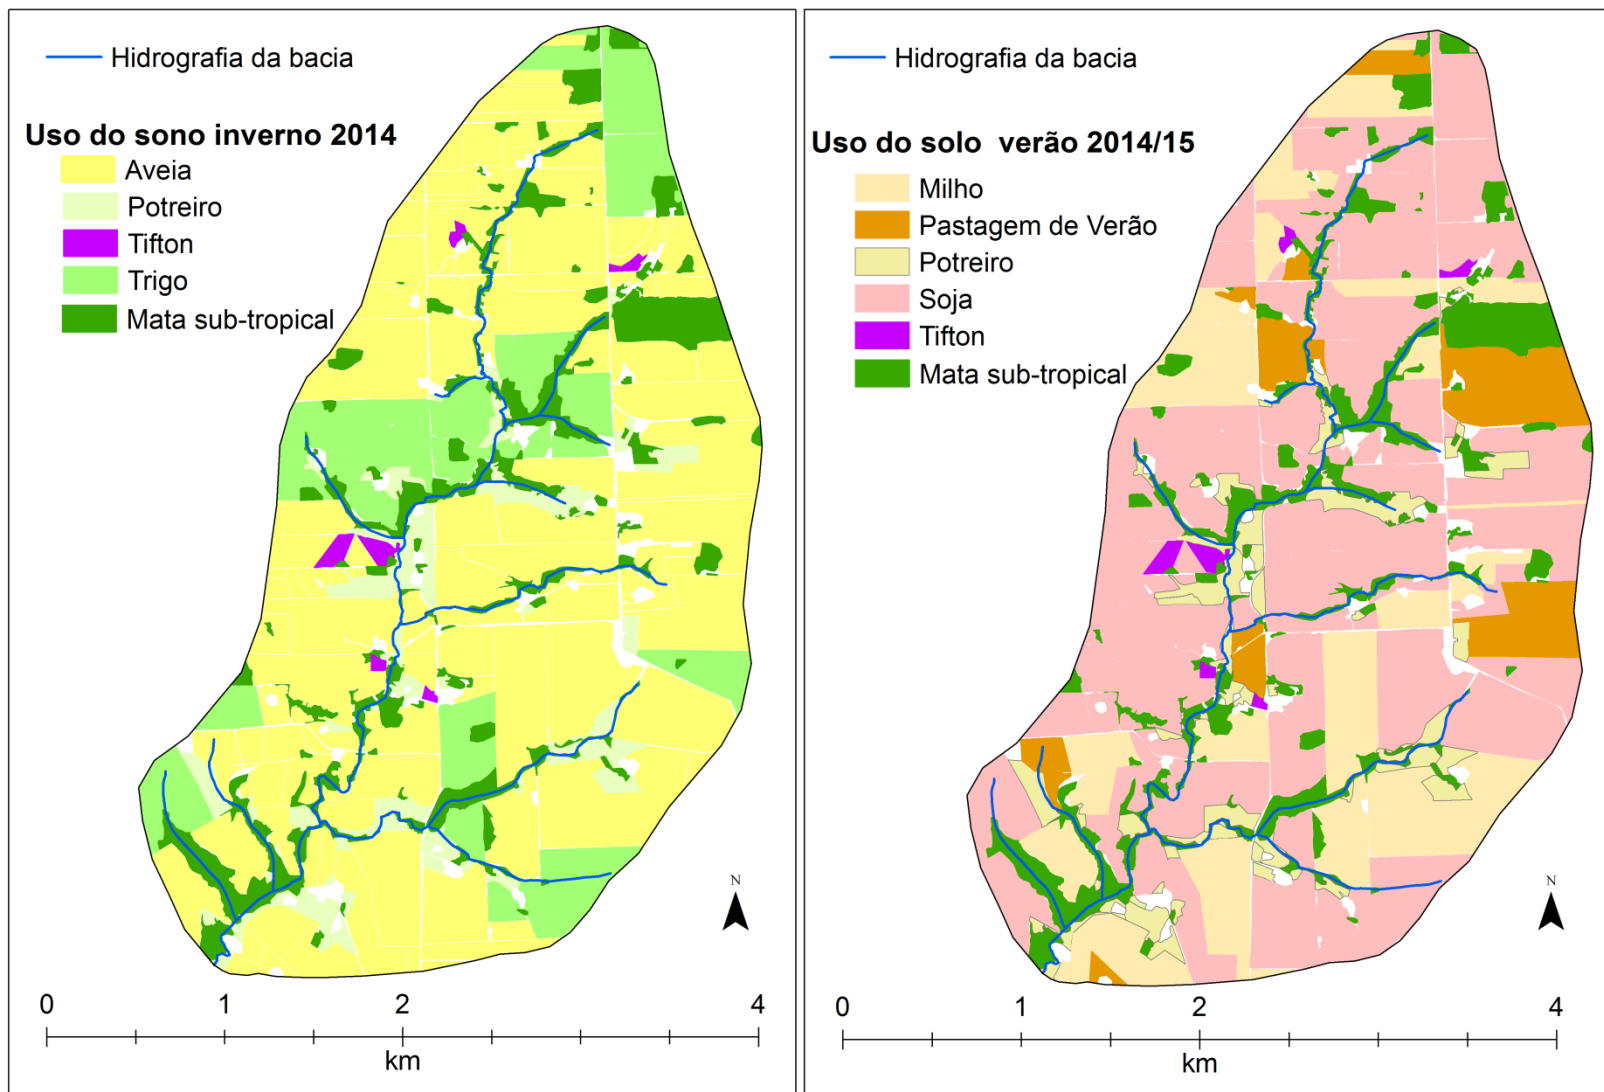 Hidrografia da bacia
Uso do sono inverno 2014
Aveia
Potreiro
Tifton
Trigo
Mata sub-tropical
N
0 1 2 4
km
Hidrografia da bacia
Uso do solo verão 2014/15
Milho
Pastagem de Verão
Potreiro
Soja
Tifton
Mata sub-tropical
N
0 1 2 4
km